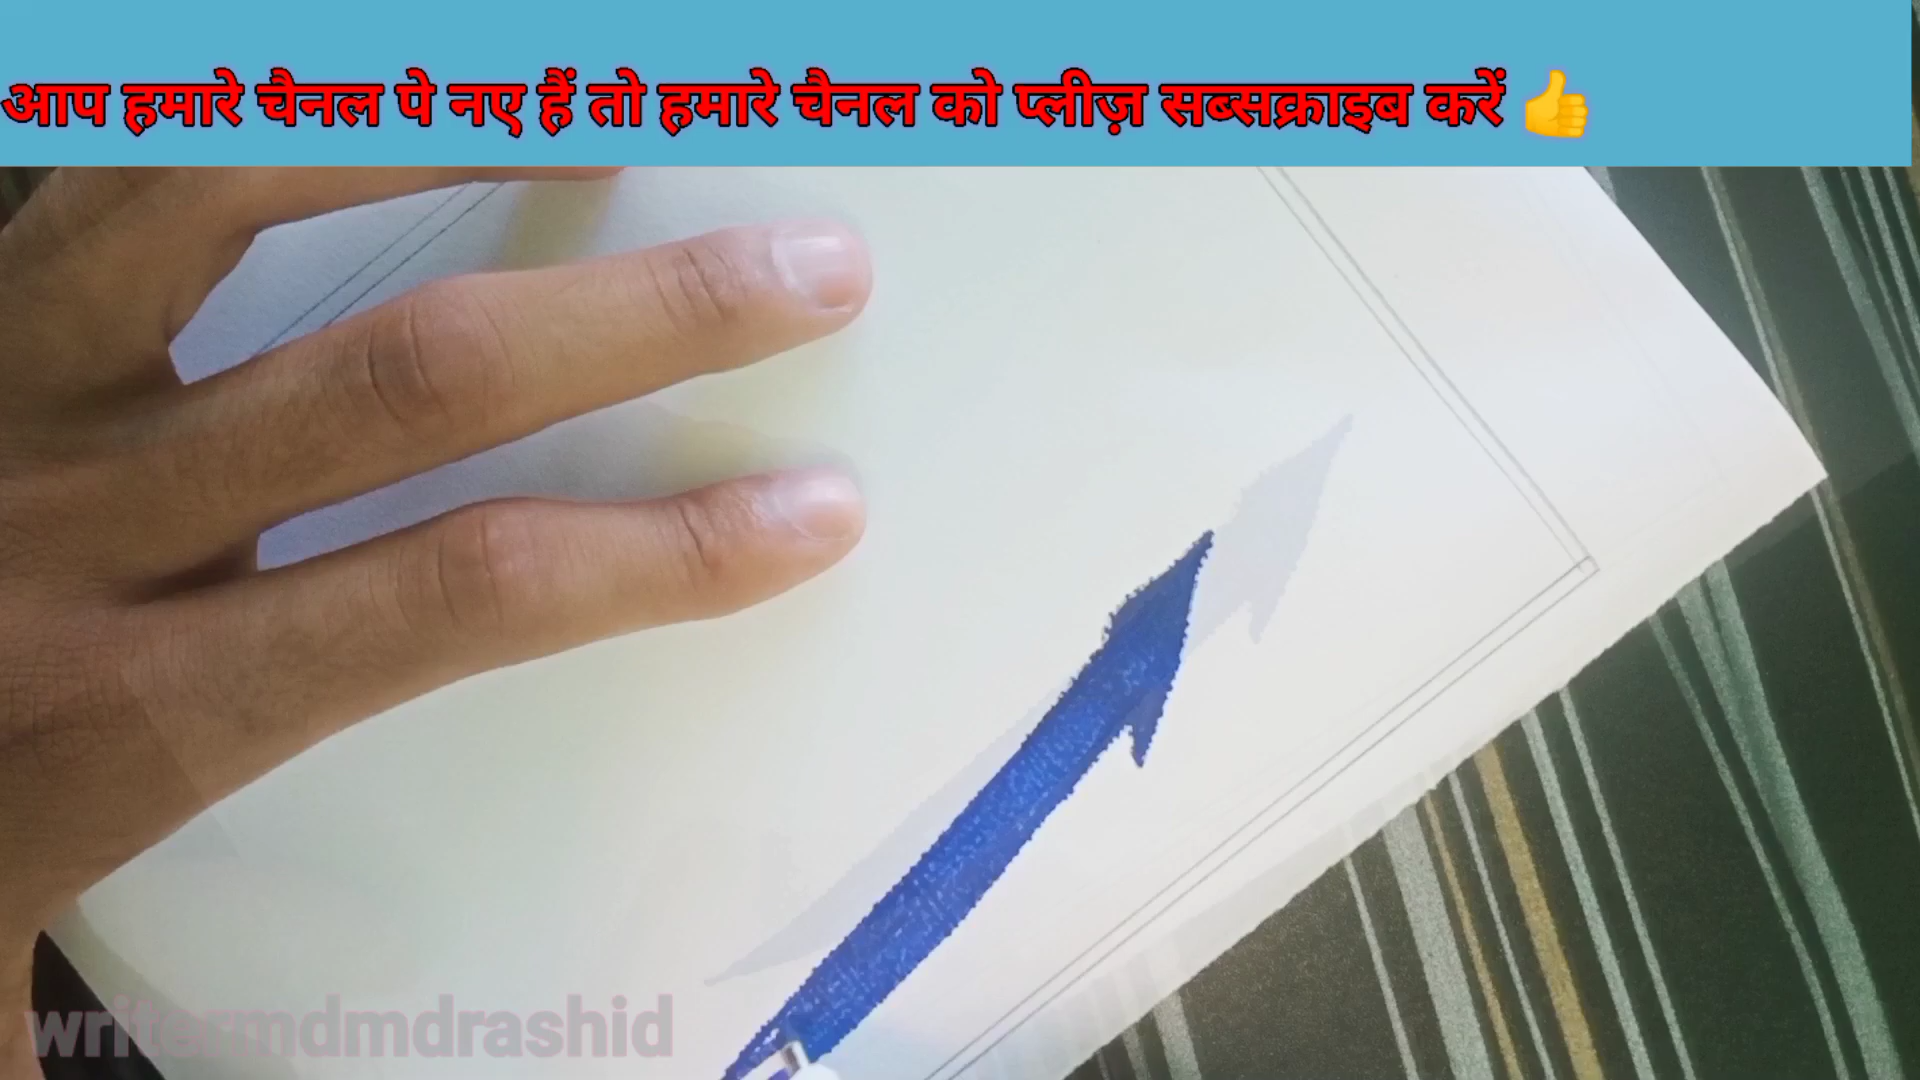 आप हमारे चैनल पे नए हैं तो हमारे चैनल को प्लीज़ सब्सक्राइब करें 👍
writermdmdrashid